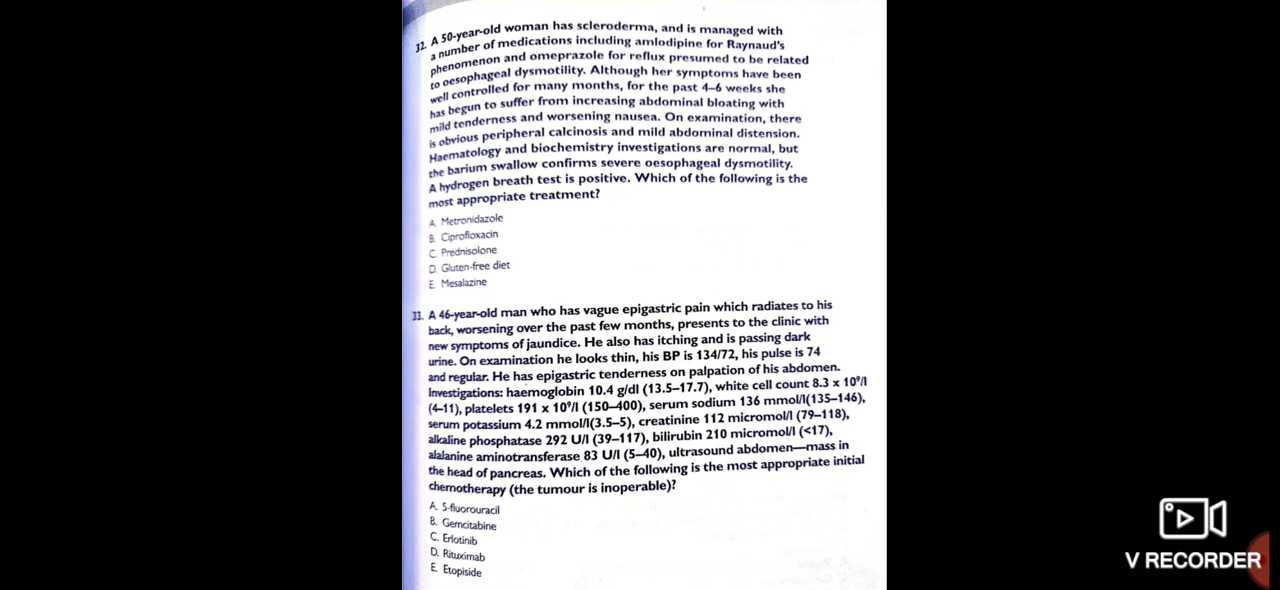 32. A 50-year-old woman has scleroderma, and is managed with
a number of medications including amlodipine for Raynaud's
phenomenon and omeprazole for reflux presumed to be related
to oesophageal dysmotility. Although her symptoms have been
well controlled for many months, for the past 4–6 weeks she
has begun to suffer from increasing abdominal bloating with
mild tenderness and worsening nausea. On examination, there
is obvious peripheral calcinosis and mild abdominal distension.
Haematology and biochemistry investigations are normal, but
the barium swallow confirms severe oesophageal dysmotility.
A hydrogen breath test is positive. Which of the following is the
most appropriate treatment?
A. Metronidazole
B. Ciprofloxacin
C. Prednisolone
D. Gluten-free diet
E. Mesalazine
33. A 46-year-old man who has vague epigastric pain which radiates to his
back, worsening over the past few months, presents to the clinic with
new symptoms of jaundice. He also has itching and is passing dark
urine. On examination he looks thin, his BP is 134/72, his pulse is 74
and regular. He has epigastric tenderness on palpation of his abdomen.
Investigations: haemoglobin 10.4 g/dl (13.5–17.7), white cell count 8.3 x 10⁹/l
(4–11), platelets 191 x 10⁹/l (150–400), serum sodium 136 mmol/l(135–146),
serum potassium 4.2 mmol/l(3.5–5), creatinine 112 micromol/l (79–118),
alkaline phosphatase 292 U/l (39–117), bilirubin 210 micromol/l (<17),
alalanine aminotransferase 83 U/l (5–40), ultrasound abdomen—mass in
the head of pancreas. Which of the following is the most appropriate initial
chemotherapy (the tumour is inoperable)?
A. 5-fluorouracil
B. Gemcitabine
C. Erlotinib
D. Rituximab
E. Etopiside
V RECORDER